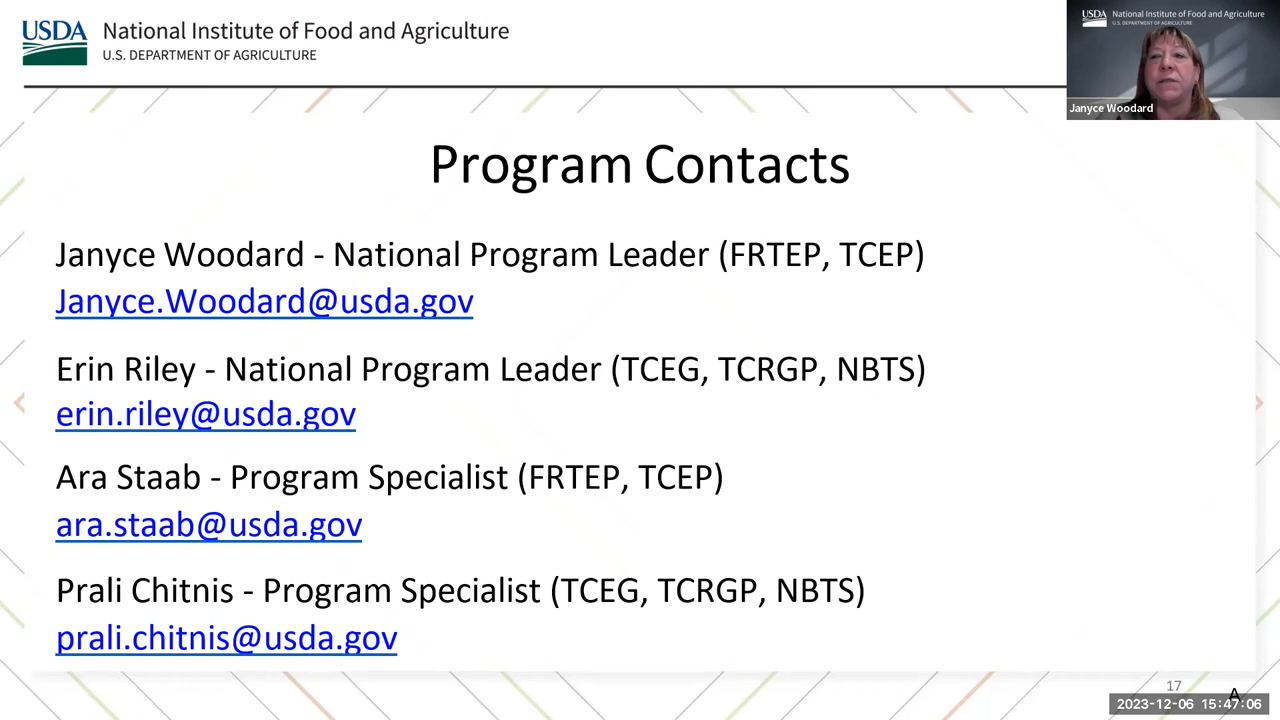 USDA National Institute of Food and Agriculture
U.S. DEPARTMENT OF AGRICULTURE
USDA National Institute of Food and Agriculture
U.S. DEPARTMENT OF AGRICULTURE
Janyce Woodard
Program Contacts
Janyce Woodard - National Program Leader (FRTEP, TCEP)
Janyce.Woodard@usda.gov
Erin Riley - National Program Leader (TCEG, TCRGP, NBTS)
erin.riley@usda.gov
Ara Staab - Program Specialist (FRTEP, TCEP)
ara.staab@usda.gov
Prali Chitnis - Program Specialist (TCEG, TCRGP, NBTS)
prali.chitnis@usda.gov
17
A
2023-12-06 15:47:06